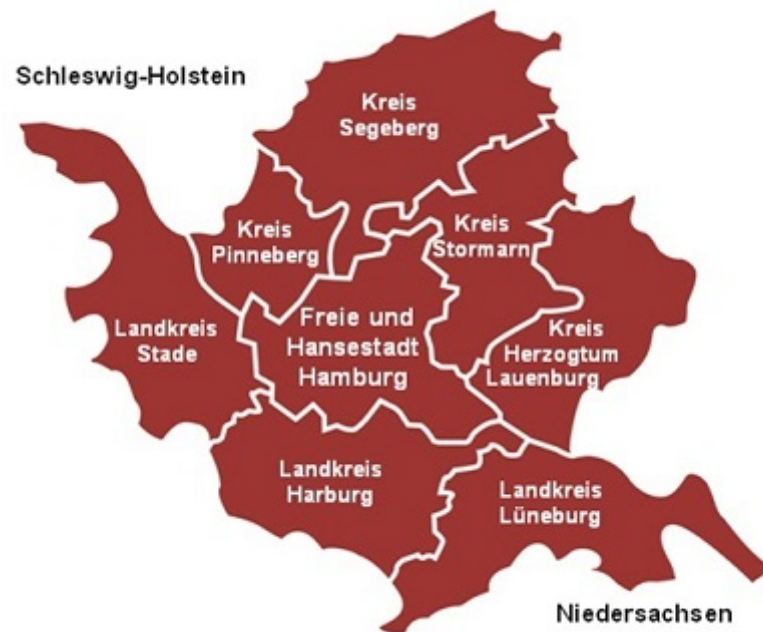 Schleswig-Holstein
Kreis
Segeberg
Kreis
Pinneberg
Kreis
Stormarn
Landkreis
Stade
Freie und
Hansestadt
Hamburg
Kreis
Herzogtum
Lauenburg
Landkreis
Harburg
Landkreis
Lüneburg
Niedersachsen